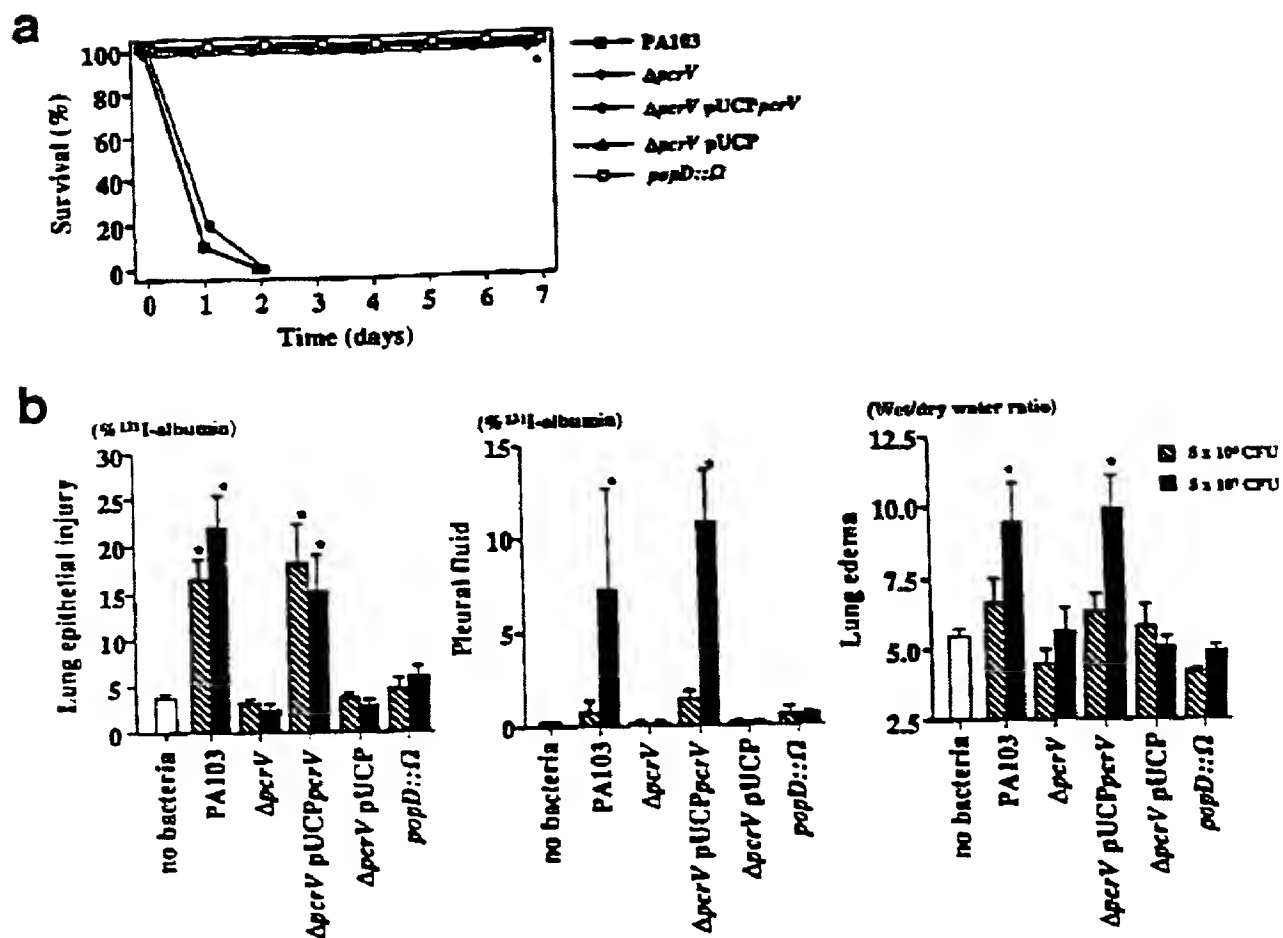 a
Survival (%)
100
80
60
40
20
0
0 1 2 3 4 5 6 7
Time (days)
*
PA103
ΔpcrV
ΔpcrV pUCPpcrV
ΔpcrV pUCP
popD::Ω
b
(% ¹³¹I-albumin)
Lung epithelial injury
30
25
20
15
10
5
0
* * * *
no bacteria
PA103
ΔpcrV
ΔpcrV pUCPpcrV
ΔpcrV pUCP
popD::Ω
(% ¹³¹I-albumin)
Pleural fluid
15
10
5
0
* *
no bacteria
PA103
ΔpcrV
ΔpcrV pUCPpcrV
ΔpcrV pUCP
popD::Ω
(Wet/dry water ratio)
Lung edema
12.5
10.0
7.5
5.0
2.5
* *
no bacteria
PA103
ΔpcrV
ΔpcrV pUCPpcrV
ΔpcrV pUCP
popD::Ω
5 x CFU
5 x CFU